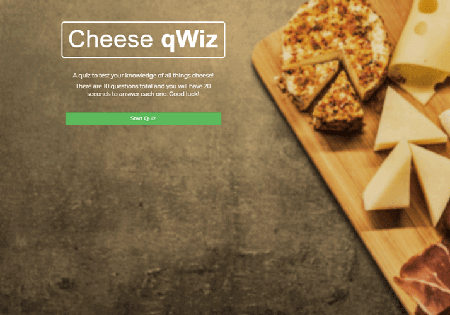 Cheese qWiz
A quiz to test your knowledge of all things cheese!
There are 10 questions total and you will have 20
seconds to answer each one. Good luck!
Start Quiz